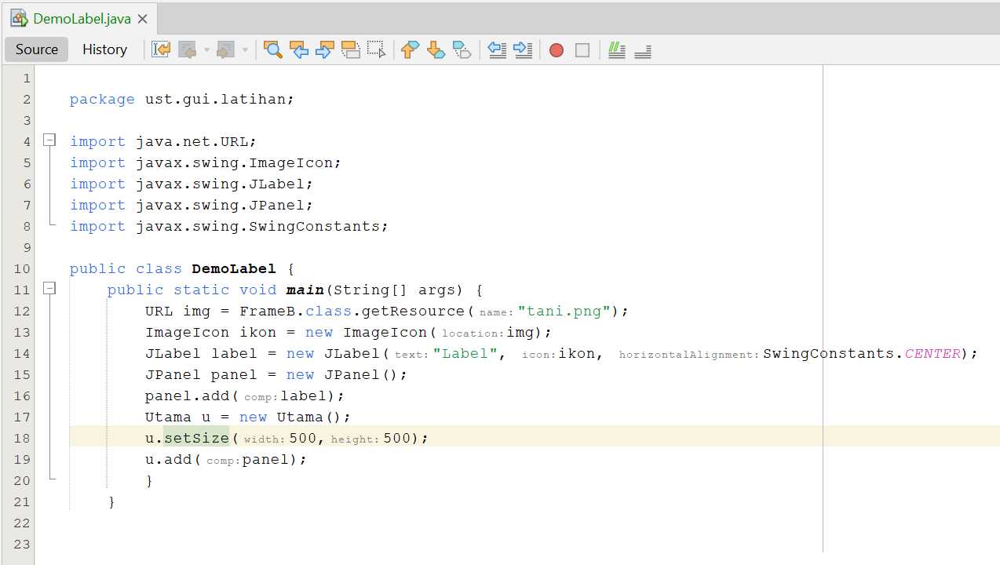 DemoLabel.java
Source History
1
2 package ust.gui.latihan;
3
4 import java.net.URL;
5 import javax.swing.ImageIcon;
6 import javax.swing.JLabel;
7 import javax.swing.JPanel;
8 import javax.swing.SwingConstants;
9
10 public class DemoLabel {
11 public static void main(String[] args) {
12 URL img = FrameB.class.getResource( name: "tani.png");
13 ImageIcon ikon = new ImageIcon( location: img);
14 JLabel label = new JLabel( text: "Label", icon: ikon, horizontalAlignment: SwingConstants.CENTER);
15 JPanel panel = new JPanel();
16 panel.add( comp: label);
17 Utama u = new Utama();
18 u.setSize( width: 500, height: 500);
19 u.add( comp: panel);
20 }
21 }
22
23